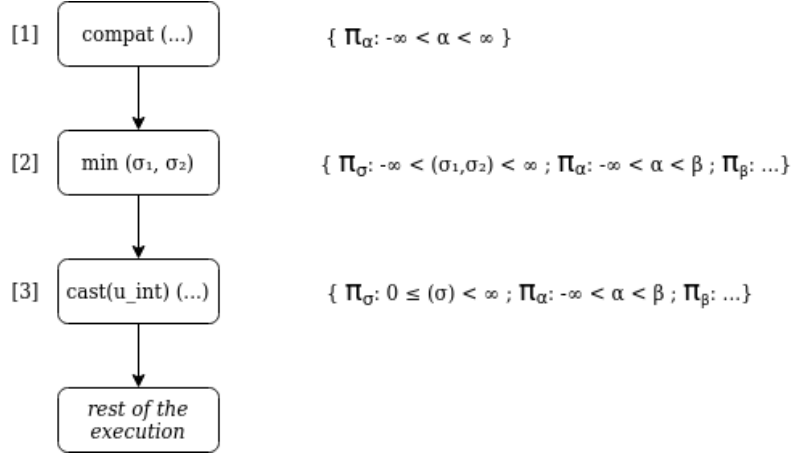 [1] compat (...) { Π_α: -∞ < α < ∞ }
[2] min (σ₁, σ₂) { Π_σ: -∞ < (σ₁,σ₂) < ∞ ; Π_α: -∞ < α < β ; Π_β: ...}
[3] cast(u_int) (...) { Π_σ: 0 ≤ (σ) < ∞ ; Π_α: -∞ < α < β ; Π_β: ...}
rest of the
execution